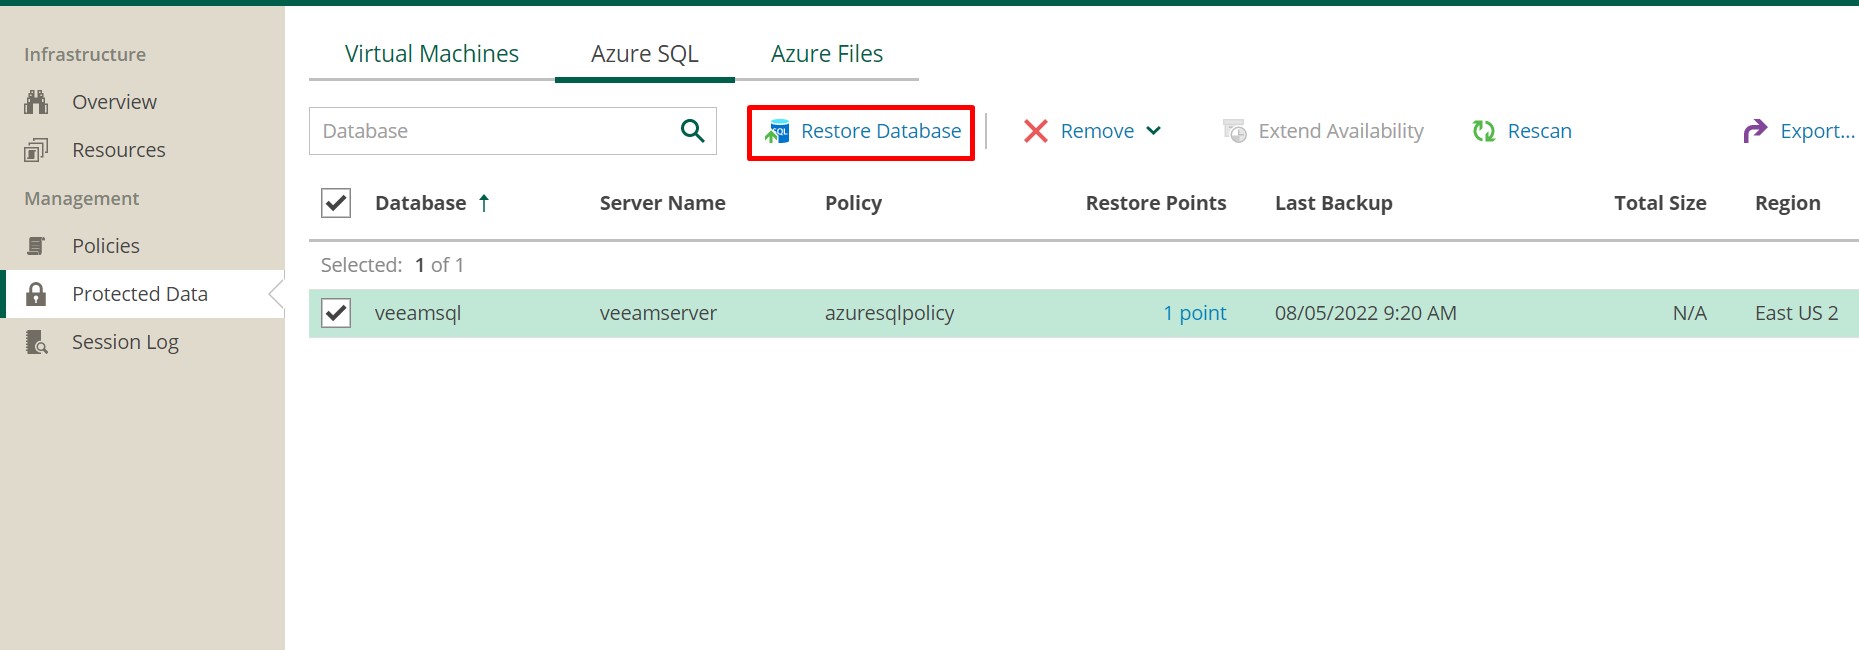 Infrastructure
Overview
Resources
Management
Policies
Protected Data
Session Log
Virtual Machines Azure SQL Azure Files
Database Restore Database Remove Extend Availability Rescan Export...
Database Server Name Policy Restore Points Last Backup Total Size Region
Selected: 1 of 1
veeamsql veeamserver azuresqlpolicy 1 point 08/05/2022 9:20 AM N/A East US 2